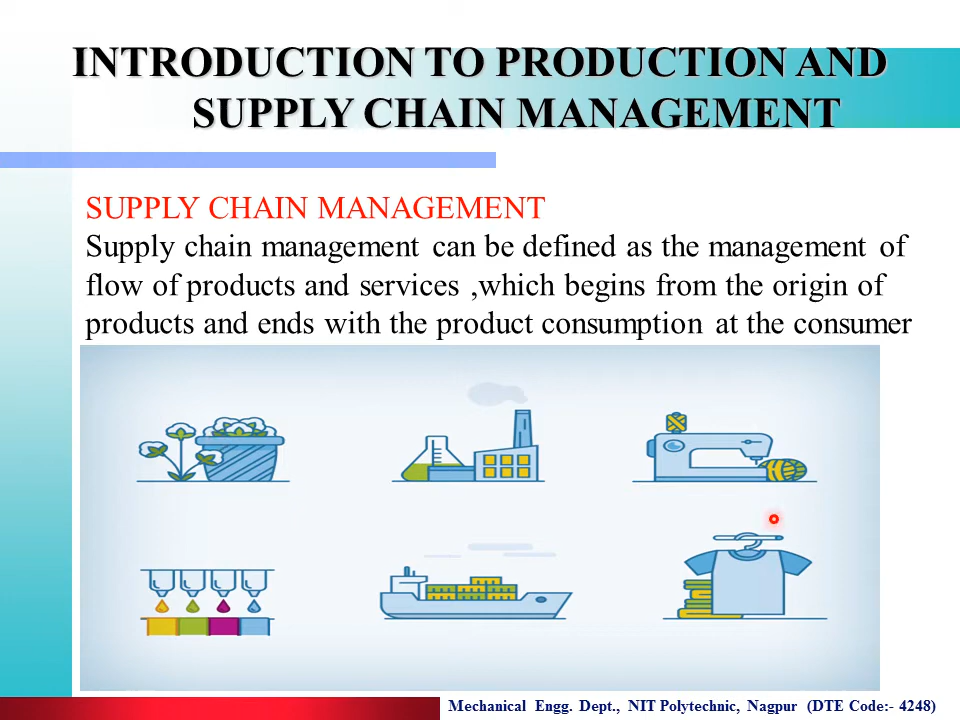 INTRODUCTION TO PRODUCTION AND
SUPPLY CHAIN MANAGEMENT
SUPPLY CHAIN MANAGEMENT
Supply chain management can be defined as the management of
flow of products and services ,which begins from the origin of
products and ends with the product consumption at the consumer
Mechanical Engg. Dept., NIT Polytechnic, Nagpur (DTE Code:- 4248)